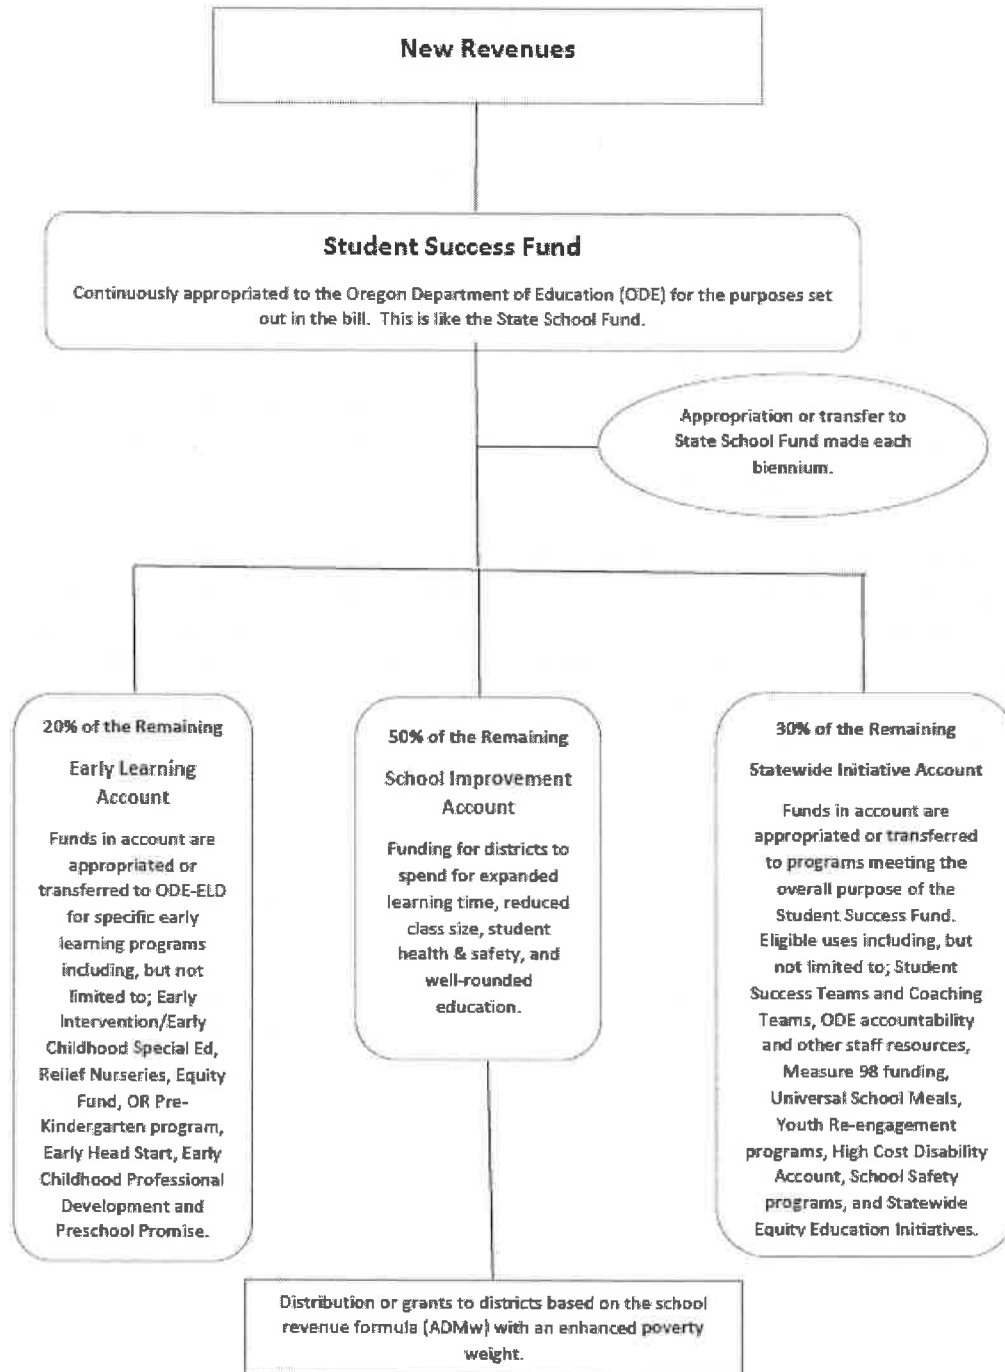 New Revenues
Student Success Fund
Continuously appropriated to the Oregon Department of Education (ODE) for the purposes set
out in the bill. This is like the State School Fund.
Appropriation or transfer to
State School Fund made each
biennium.
20% of the Remaining
Early Learning
Account
Funds in account are
appropriated or
transferred to ODE-ELD
for specific early
learning programs
including, but not
limited to; Early
Intervention/Early
Childhood Special Ed,
Relief Nurseries, Equity
Fund, OR Pre-
Kindergarten program,
Early Head Start, Early
Childhood Professional
Development and
Preschool Promise.
50% of the Remaining
School Improvement
Account
Funding for districts to
spend for expanded
learning time, reduced
class size, student
health & safety, and
well-rounded
education.
30% of the Remaining
Statewide Initiative Account
Funds in account are
appropriated or transferred
to programs meeting the
overall purpose of the
Student Success Fund.
Eligible uses including, but
not limited to; Student
Success Teams and Coaching
Teams, ODE accountability
and other staff resources,
Measure 98 funding,
Universal School Meals,
Youth Re-engagement
programs, High Cost Disability
Account, School Safety
programs, and Statewide
Equity Education Initiatives.
Distribution or grants to districts based on the school
revenue formula (ADMw) with an enhanced poverty
weight.